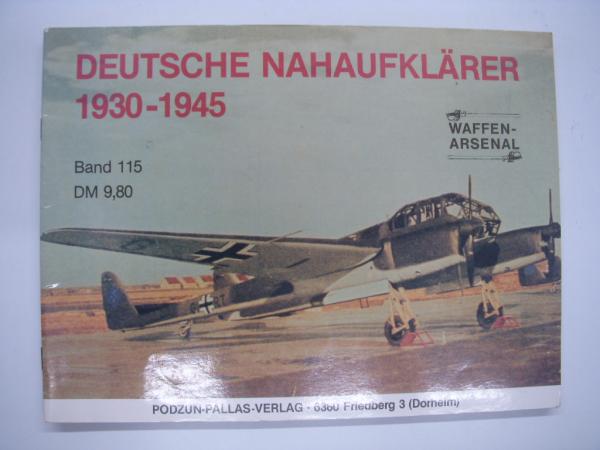 DEUTSCHE NAHAUFKLÄRER
1930-1945
WAFFEN-
ARSENAL
Band 115
DM 9,80
PODZUN-PALLAS-VERLAG · 6360 Friedberg 3 (Dorheim)